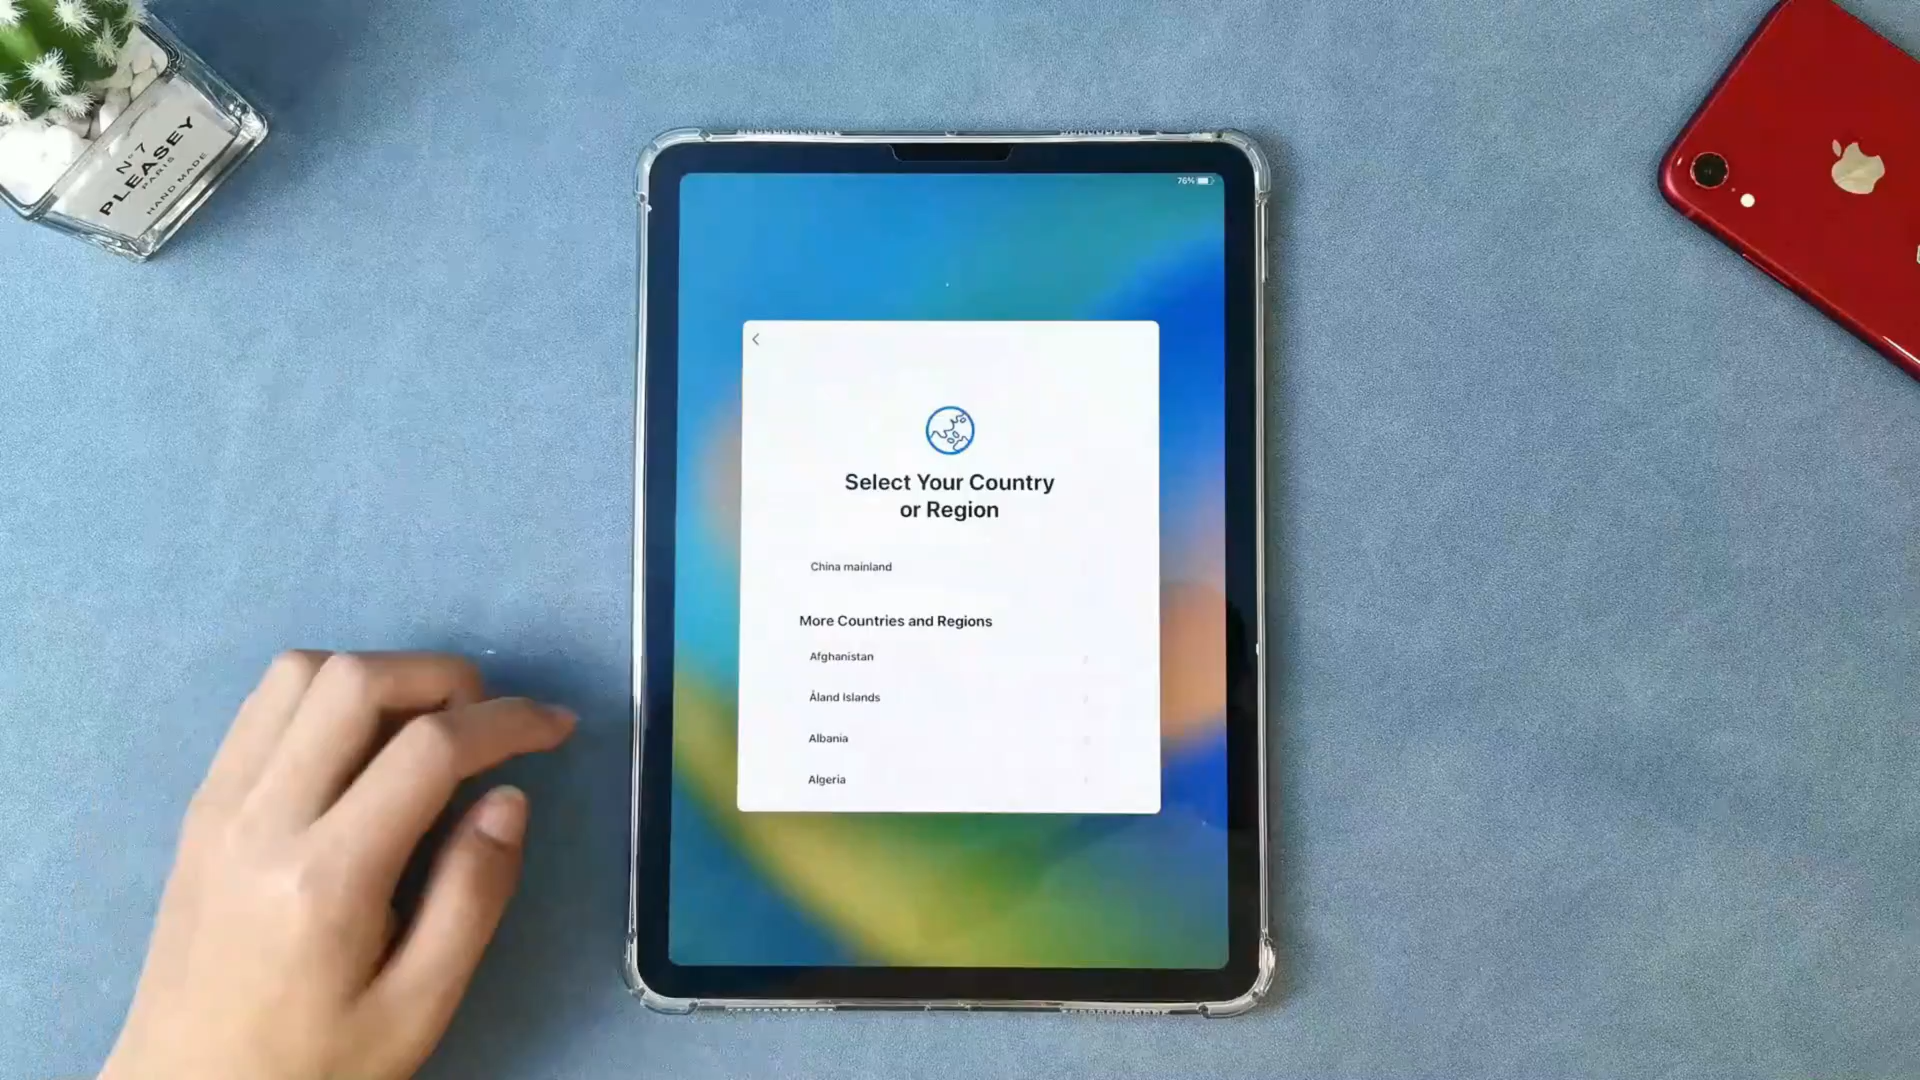 N°7
PLEASEY
PARIS
HAND MADE
76%
Select Your Country
or Region
China mainland
More Countries and Regions
Afghanistan
Åland Islands
Albania
Algeria